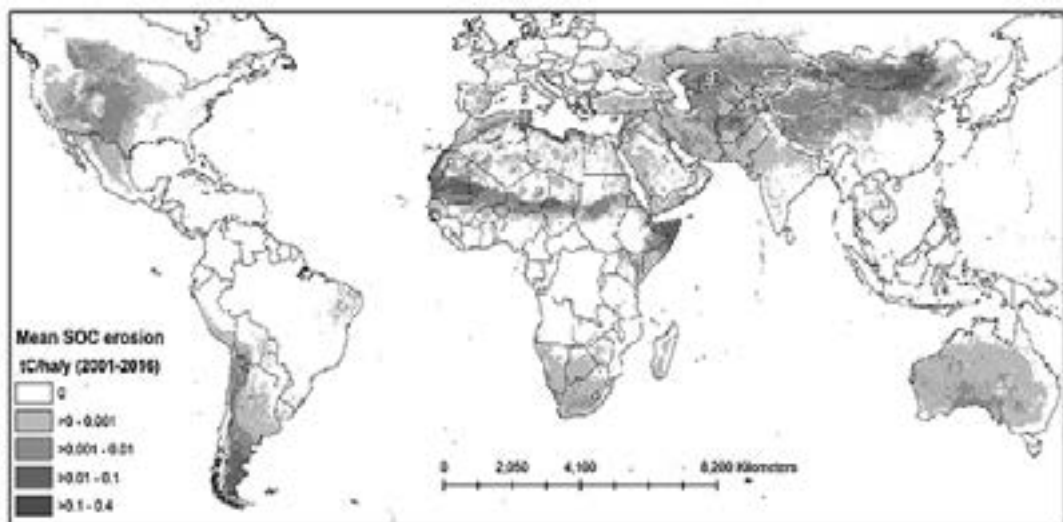 Mean SOC erosion
tC/ha/y (2001-2016)
0
>0 - 0.001
>0.001 - 0.01
>0.01 - 0.1
>0.1 - 0.4
0 2,050 4,100 8,200 Kilometers